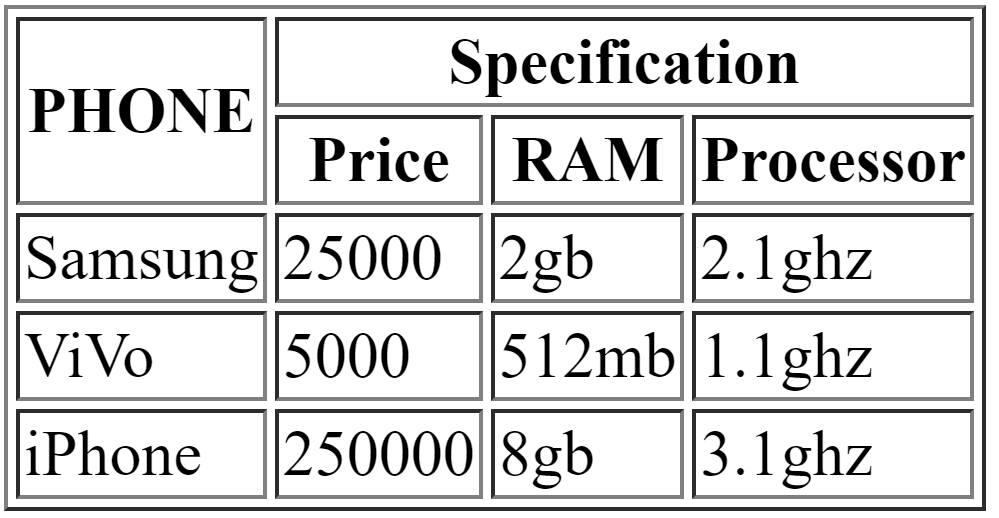 PHONE Specification
Price RAM Processor
Samsung 25000 2gb 2.1ghz
ViVo 5000 512mb 1.1ghz
iPhone 250000 8gb 3.1ghz